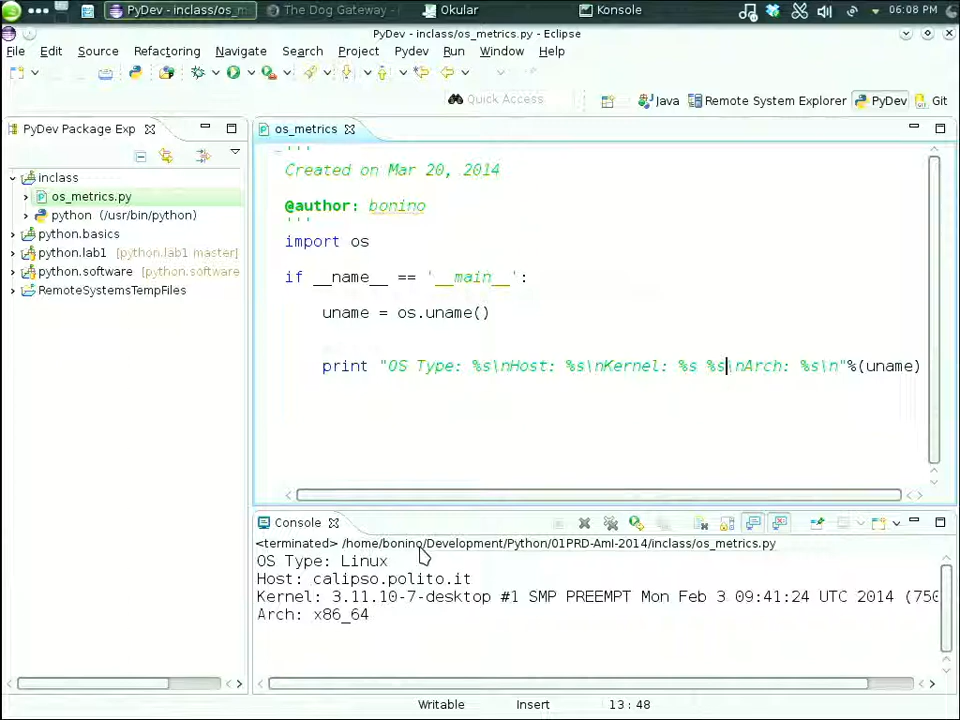 PyDev - inclass/os_m
The Dog Gateway - (
Okular
Konsole
06:08 PM
PyDev - inclass/os_metrics.py - Eclipse
File Edit Source Refactoring Navigate Search Project Pydev Run Window Help
Quick Access
Java Remote System Explorer PyDev Git
PyDev Package Exp
os_metrics
inclass
os_metrics.py
python (/usr/bin/python)
python.basics
python.lab1 [python.lab1 master]
python.software [python.software
RemoteSystemsTempFiles
'''
Created on Mar 20, 2014
@author: bonino
'''
import os
if __name__ == '__main__':
uname = os.uname()
print "OS Type: %s\nHost: %s\nKernel: %s %s\nArch: %s\n"%(uname)
Console
<terminated> /home/bonino/Development/Python/01PRD-AmI-2014/inclass/os_metrics.py
OS Type: Linux
Host: calipso.polito.it
Kernel: 3.11.10-7-desktop #1 SMP PREEMPT Mon Feb 3 09:41:24 UTC 2014 (750
Arch: x86_64
Writable Insert 13 : 48